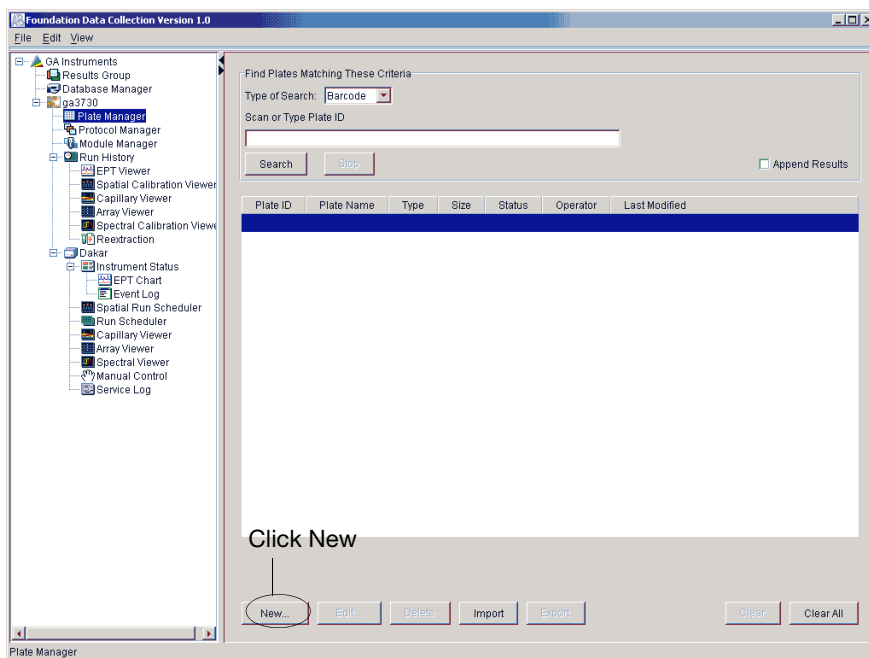 Foundation Data Collection Version 1.0
File Edit View
GA Instruments
Results Group
Database Manager
ga3730
Plate Manager
Protocol Manager
Module Manager
Run History
EPT Viewer
Spatial Calibration Viewer
Capillary Viewer
Array Viewer
Spectral Calibration Viewe
Reextraction
Dakar
Instrument Status
EPT Chart
Event Log
Spatial Run Scheduler
Run Scheduler
Capillary Viewer
Array Viewer
Spectral Viewer
Manual Control
Service Log
Find Plates Matching These Criteria
Type of Search: Barcode
Scan or Type Plate ID
Search Stop Append Results
Plate ID Plate Name Type Size Status Operator Last Modified
Click New
New... Edit... Delete Import Export Clear Clear All
Plate Manager